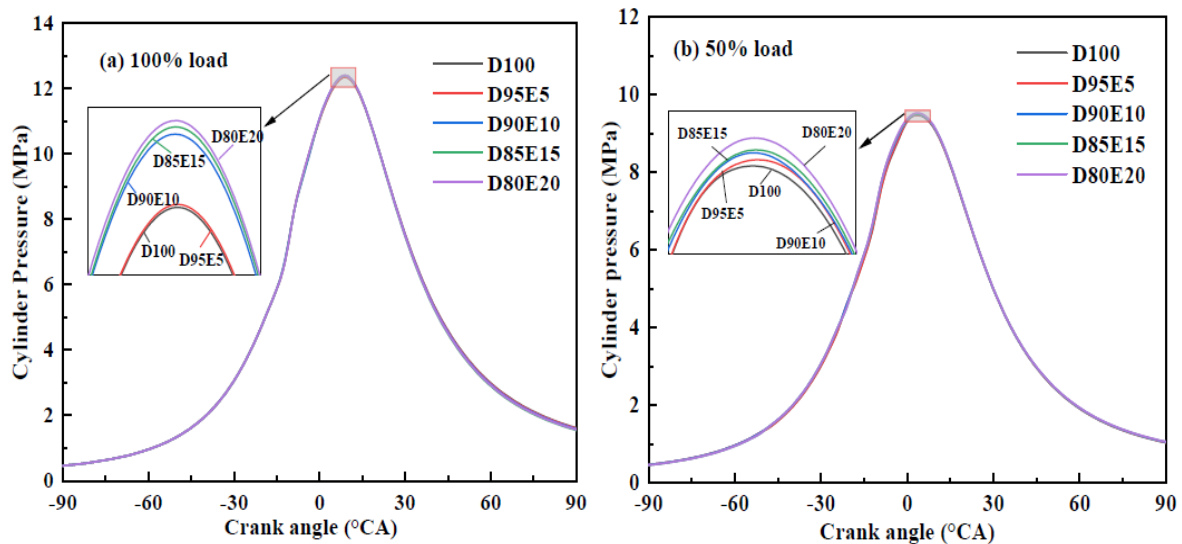 (a) 100% load
D100
D95E5
D90E10
D85E15
D80E20
D80E20
D85E15
D90E10
D100
D95E5
Cylinder Pressure (MPa)
14
12
10
8
6
4
2
0
-90
-60
-30
0
30
60
90
Crank angle (°CA)
(b) 50% load
D100
D95E5
D90E10
D85E15
D80E20
D85E15
D80E20
D95E5
D100
D90E10
Cylinder pressure (MPa)
12
10
8
6
4
2
0
-90
-60
-30
0
30
60
90
Crank angle (°CA)